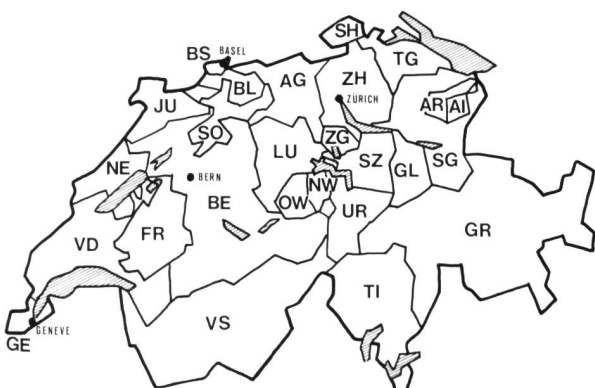 SH
BS BASEL
TG
BL
AG
ZH
JU
ZÜRICH
AR
AI
SO
ZG
LU
SZ
GL
SG
NE
BERN
NW
BE
OW
UR
GR
VD
FR
TI
VS
GENEVE
GE